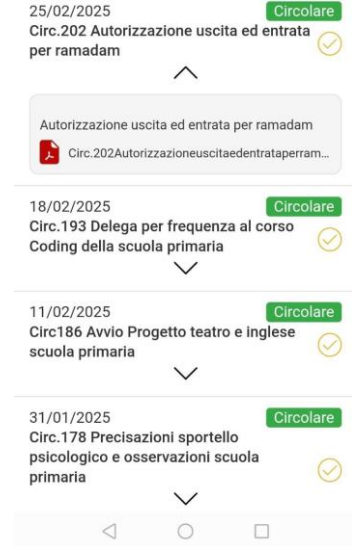 25/02/2025 Circolare
Circ.202 Autorizzazione uscita ed entrata
per ramadam
Autorizzazione uscita ed entrata per ramadam
Circ.202Autorizzazioneuscitaedentrataperram...
18/02/2025 Circolare
Circ.193 Delega per frequenza al corso
Coding della scuola primaria
11/02/2025 Circolare
Circ186 Avvio Progetto teatro e inglese
scuola primaria
31/01/2025 Circolare
Circ.178 Precisazioni sportello
psicologico e osservazioni scuola
primaria